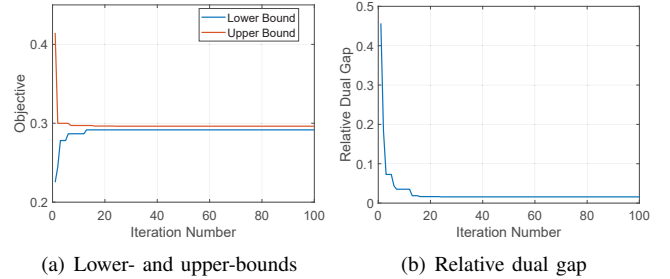 Lower Bound
Upper Bound
0.4
0.3
0.2
Objective
0 20 40 60 80 100
Iteration Number
(a) Lower- and upper-bounds
0.5
0.4
0.3
0.2
0.1
0
Relative Dual Gap
0 20 40 60 80 100
Iteration Number
(b) Relative dual gap